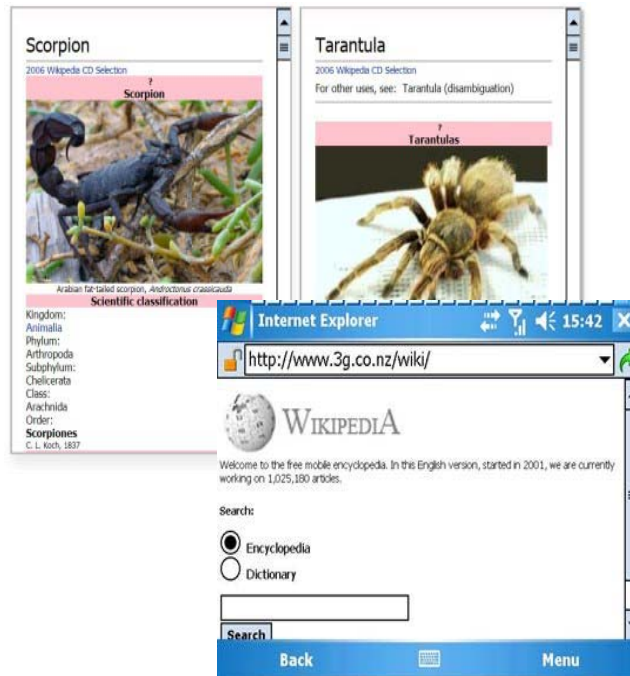 Scorpion
2006 Wikipedia CD Selection
?
Scorpion
Arabian fat-tailed scorpion, Androctonus crassicauda
Scientific classification
Kingdom:
Animalia
Phylum:
Arthropoda
Subphylum:
Chelicerata
Class:
Arachnida
Order:
Scorpiones
C. L. Koch, 1837
Tarantula
2006 Wikipedia CD Selection
For other uses, see: Tarantula (disambiguation)
?
Tarantulas
Internet Explorer 15:42
http://www.3g.co.nz/wiki/
WIKIPEDIA
Welcome to the free mobile encyclopedia. In this English version, started in 2001, we are currently
working on 1,025,180 articles.
Search:
Encyclopedia
Dictionary
Search
Back Menu